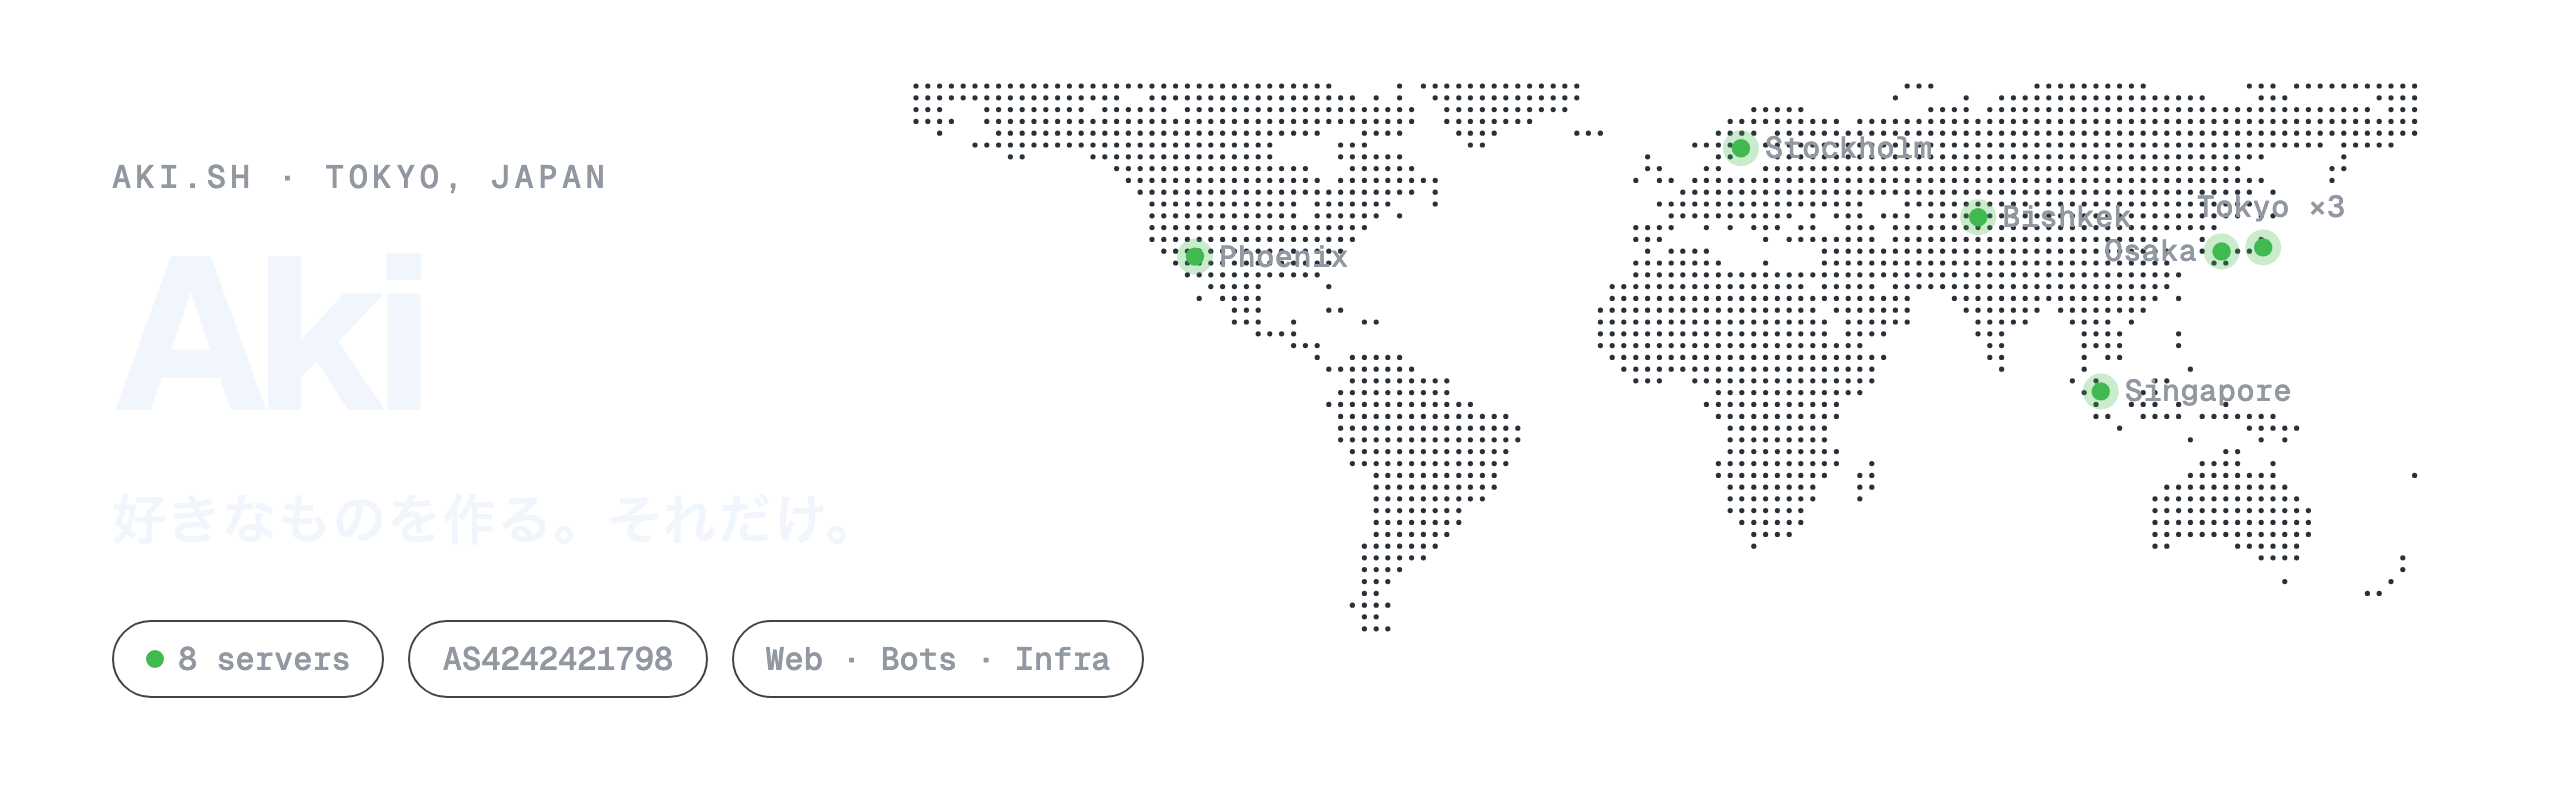 AKI.SH · TOKYO, JAPAN
Aki
好きなものを作る。それだけ。
8 servers
AS4242421798
Web · Bots · Infra
Stockholm
Bishkek
Tokyo ×3
Osaka
Phoenix
Singapore